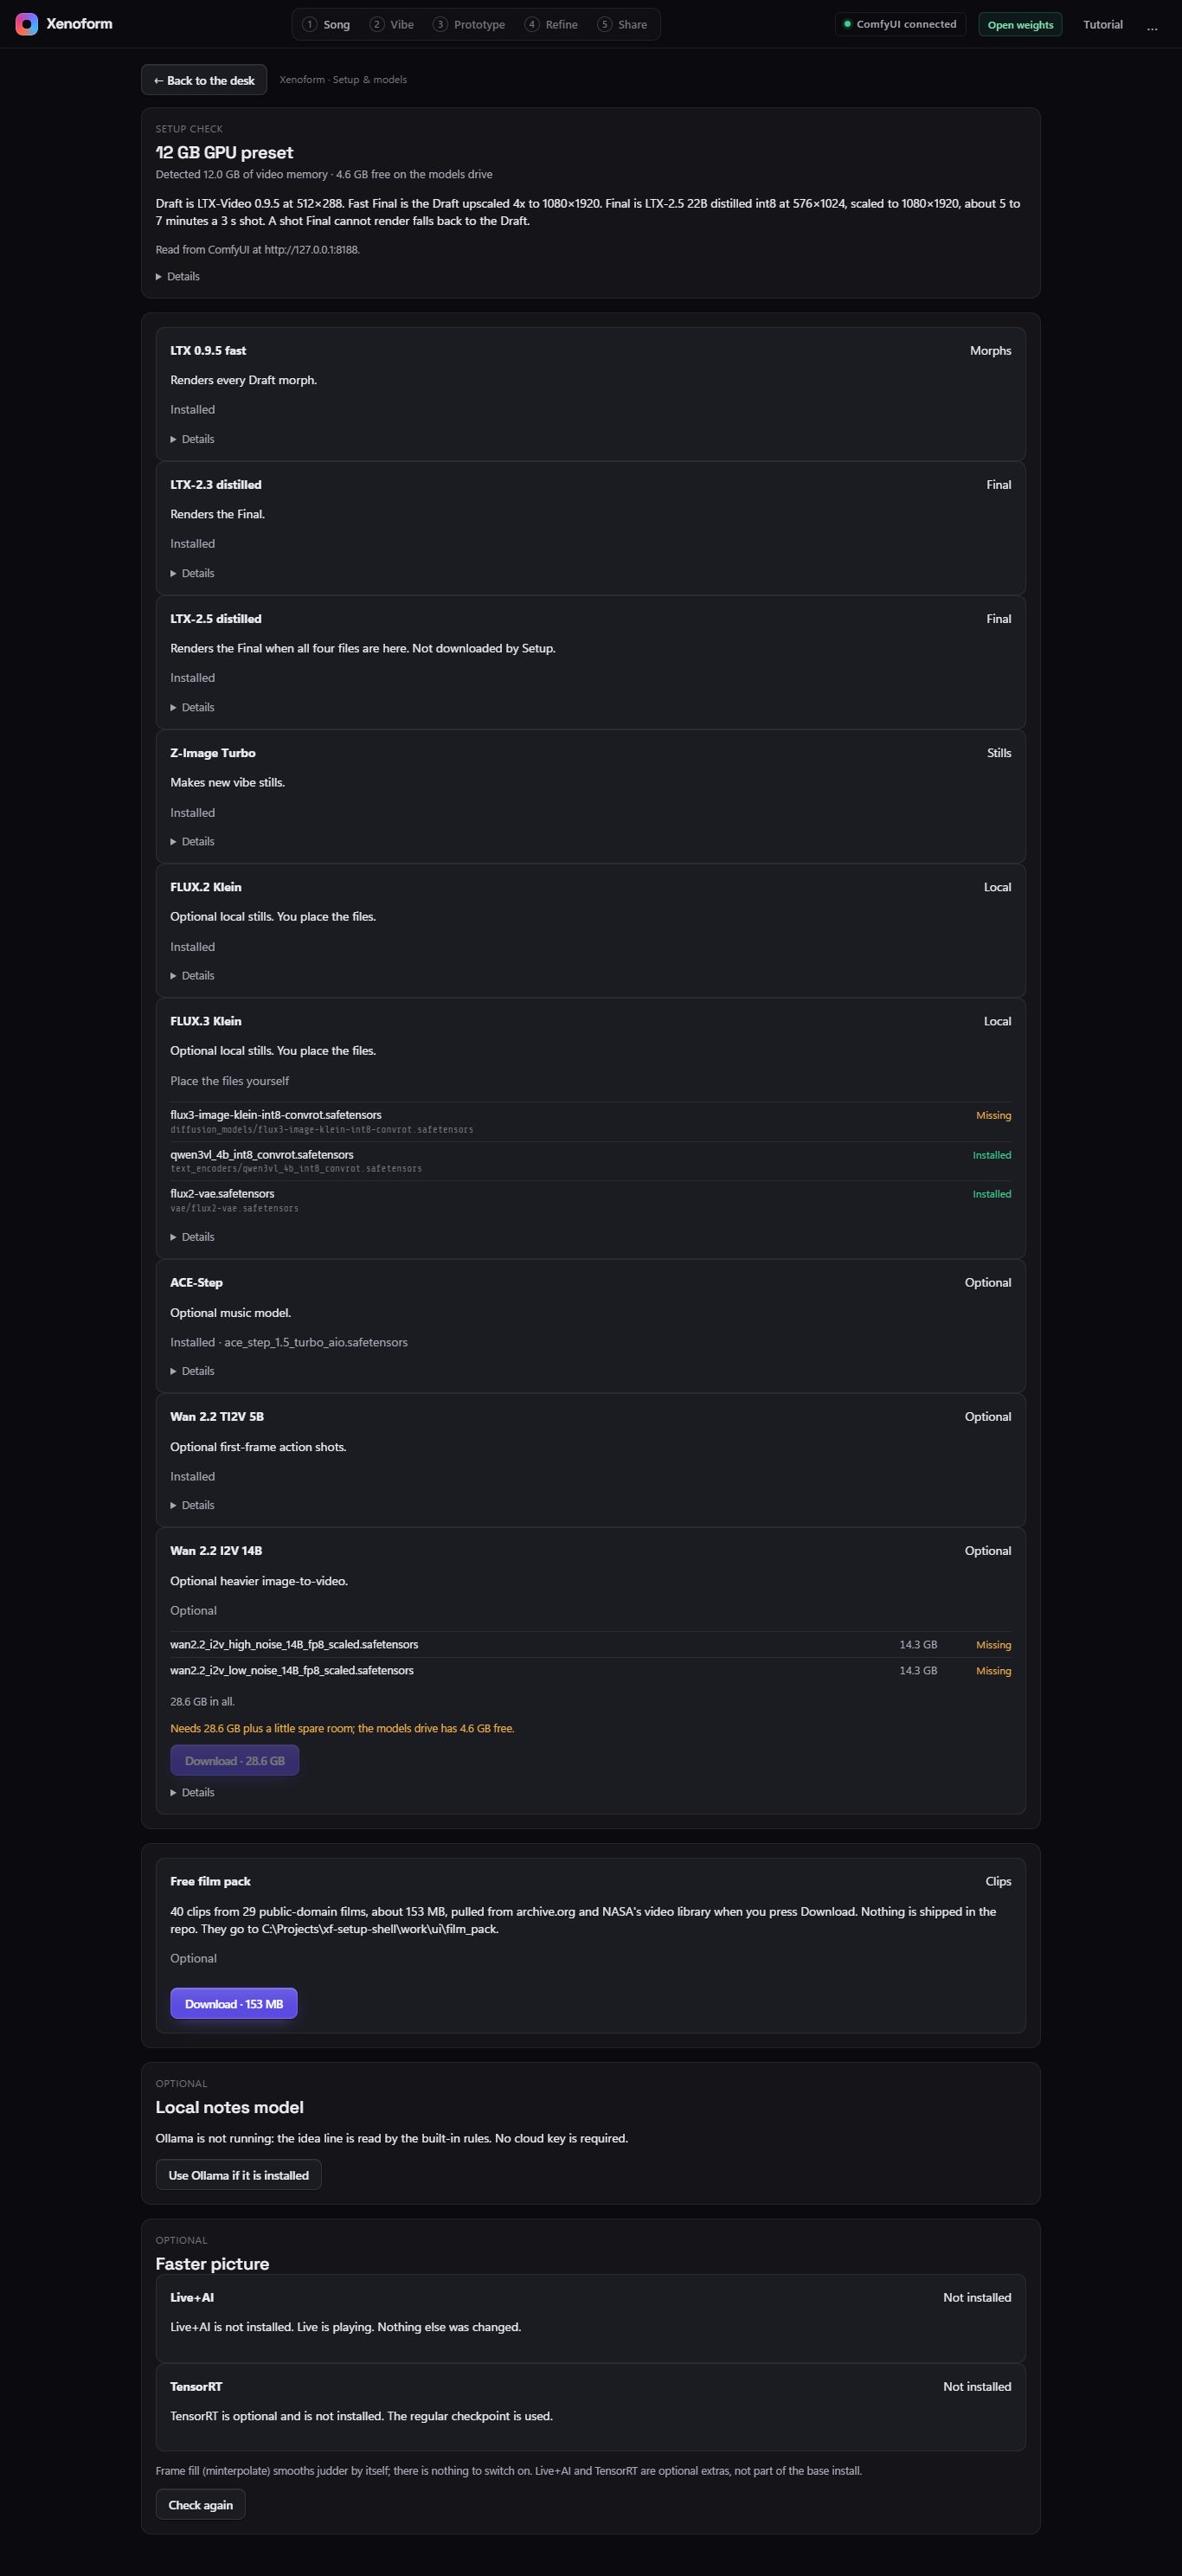 Xenoform
1 Song 2 Vibe 3 Prototype 4 Refine 5 Share
ComfyUI connected
Open weights
Tutorial
...
← Back to the desk
Xenoform · Setup & models
SETUP CHECK
12 GB GPU preset
Detected 12.0 GB of video memory · 4.6 GB free on the models drive
Draft is LTX-Video 0.9.5 at 512×288. Fast Final is the Draft upscaled 4x to 1080×1920. Final is LTX-2.5 22B distilled int8 at 576×1024, scaled to 1080×1920, about 5 to
7 minutes a 3 s shot. A shot Final cannot render falls back to the Draft.
Read from ComfyUI at http://127.0.0.1:8188.
▶ Details
LTX 0.9.5 fast Morphs
Renders every Draft morph.
Installed
▶ Details
LTX-2.3 distilled Final
Renders the Final.
Installed
▶ Details
LTX-2.5 distilled Final
Renders the Final when all four files are here. Not downloaded by Setup.
Installed
▶ Details
Z-Image Turbo Stills
Makes new vibe stills.
Installed
▶ Details
FLUX.2 Klein Local
Optional local stills. You place the files.
Installed
▶ Details
FLUX.3 Klein Local
Optional local stills. You place the files.
Place the files yourself
flux3-image-klein-int8-convrot.safetensors Missing
diffusion_models/flux3-image-klein-int8-convrot.safetensors
qwen3vl_4b_int8_convrot.safetensors Installed
text_encoders/qwen3vl_4b_int8_convrot.safetensors
flux2-vae.safetensors Installed
vae/flux2-vae.safetensors
▶ Details
ACE-Step Optional
Optional music model.
Installed · ace_step_1.5_turbo_aio.safetensors
▶ Details
Wan 2.2 TI2V 5B Optional
Optional first-frame action shots.
Installed
▶ Details
Wan 2.2 I2V 14B Optional
Optional heavier image-to-video.
Optional
wan2.2_i2v_high_noise_14B_fp8_scaled.safetensors 14.3 GB Missing
wan2.2_i2v_low_noise_14B_fp8_scaled.safetensors 14.3 GB Missing
28.6 GB in all.
Needs 28.6 GB plus a little spare room; the models drive has 4.6 GB free.
Download · 28.6 GB
▶ Details
Free film pack Clips
40 clips from 29 public-domain films, about 153 MB, pulled from archive.org and NASA's video library when you press Download. Nothing is shipped in the
repo. They go to C:\Projects\xf-setup-shell\work\ui\film_pack.
Optional
Download · 153 MB
OPTIONAL
Local notes model
Ollama is not running: the idea line is read by the built-in rules. No cloud key is required.
Use Ollama if it is installed
OPTIONAL
Faster picture
Live+AI Not installed
Live+AI is not installed. Live is playing. Nothing else was changed.
TensorRT Not installed
TensorRT is optional and is not installed. The regular checkpoint is used.
Frame fill (minterpolate) smooths judder by itself; there is nothing to switch on. Live+AI and TensorRT are optional extras, not part of the base install.
Check again